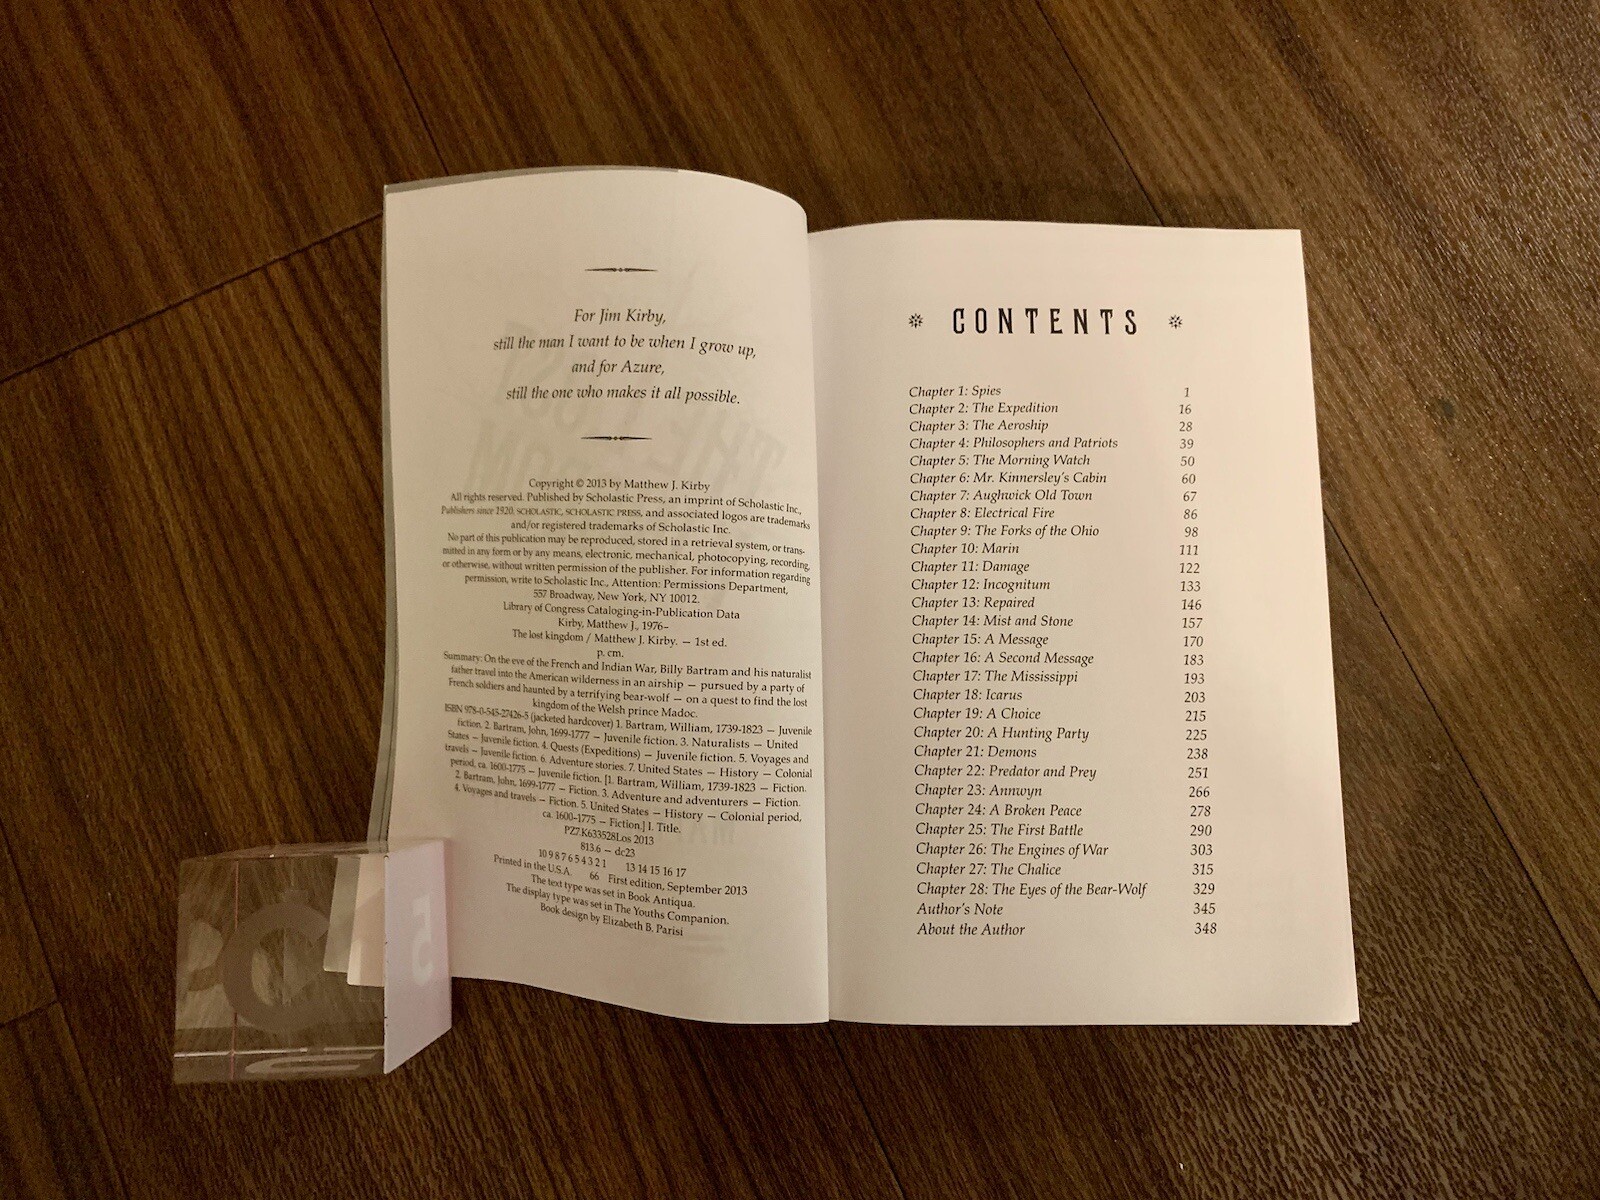 For Jim Kirby,
still the man I want to be when I grow up,
and for Azure,
still the one who makes it all possible.
Copyright © 2013 by Matthew J. Kirby
All rights reserved. Published by Scholastic Press, an imprint of Scholastic Inc.,
Publishers since 1920. SCHOLASTIC, SCHOLASTIC PRESS, and associated logos are trademarks
and/or registered trademarks of Scholastic Inc.
No part of this publication may be reproduced, stored in a retrieval system, or trans-
mitted in any form or by any means, electronic, mechanical, photocopying, recording,
or otherwise, without written permission of the publisher. For information regarding
permission, write to Scholastic Inc., Attention: Permissions Department,
557 Broadway, New York, NY 10012.
Library of Congress Cataloging-in-Publication Data
Kirby, Matthew J., 1976–
The lost kingdom / Matthew J. Kirby. — 1st ed.
p. cm.
Summary: On the eve of the French and Indian War, Billy Bartram and his naturalist
father travel into the American wilderness in an airship — pursued by a party of
French soldiers and haunted by a terrifying bear-wolf — on a quest to find the lost
kingdom of the Welsh prince Madoc.
ISBN 978-0-545-27426-5 (jacketed hardcover) 1. Bartram, William, 1739-1823 — Juvenile
fiction. 2. Bartram, John, 1699-1777 — Juvenile fiction. 3. Naturalists — United
States — Juvenile fiction. 4. Quests (Expeditions) — Juvenile fiction. 5. Voyages and
travels — Juvenile fiction. 6. Adventure stories. 7. United States — History — Colonial
period, ca. 1600-1775 — Juvenile fiction. [1. Bartram, William, 1739-1823 — Fiction.
2. Bartram, John, 1699-1777 — Fiction. 3. Adventure and adventurers — Fiction.
4. Voyages and travels — Fiction. 5. United States — History — Colonial period,
ca. 1600-1775 — Fiction.] I. Title.
PZ7.K633528Los 2013
813.6 — dc23
10 9 8 7 6 5 4 3 2 1 13 14 15 16 17
Printed in the U.S.A. 66 First edition, September 2013
The text type was set in Book Antiqua.
The display type was set in The Youths Companion.
Book design by Elizabeth B. Parisi
CONTENTS
Chapter 1: Spies 1
Chapter 2: The Expedition 16
Chapter 3: The Aeroship 28
Chapter 4: Philosophers and Patriots 39
Chapter 5: The Morning Watch 50
Chapter 6: Mr. Kinnersley's Cabin 60
Chapter 7: Aughwick Old Town 67
Chapter 8: Electrical Fire 86
Chapter 9: The Forks of the Ohio 98
Chapter 10: Marin 111
Chapter 11: Damage 122
Chapter 12: Incognitum 133
Chapter 13: Repaired 146
Chapter 14: Mist and Stone 157
Chapter 15: A Message 170
Chapter 16: A Second Message 183
Chapter 17: The Mississippi 193
Chapter 18: Icarus 203
Chapter 19: A Choice 215
Chapter 20: A Hunting Party 225
Chapter 21: Demons 238
Chapter 22: Predator and Prey 251
Chapter 23: Annwyn 266
Chapter 24: A Broken Peace 278
Chapter 25: The First Battle 290
Chapter 26: The Engines of War 303
Chapter 27: The Chalice 315
Chapter 28: The Eyes of the Bear-Wolf 329
Author's Note 345
About the Author 348